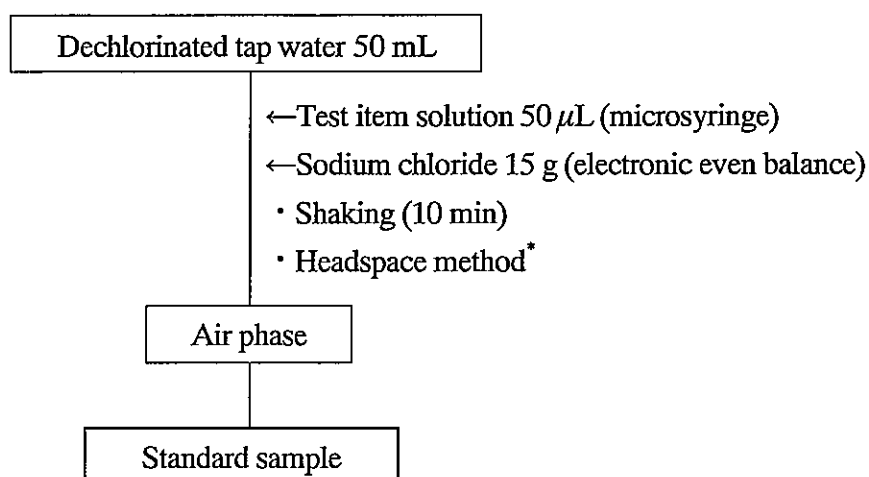 Dechlorinated tap water 50 mL
←Test item solution 50 μL (microsyringe)
←Sodium chloride 15 g (electronic even balance)
・Shaking (10 min)
・Headspace method*
Air phase
Standard sample